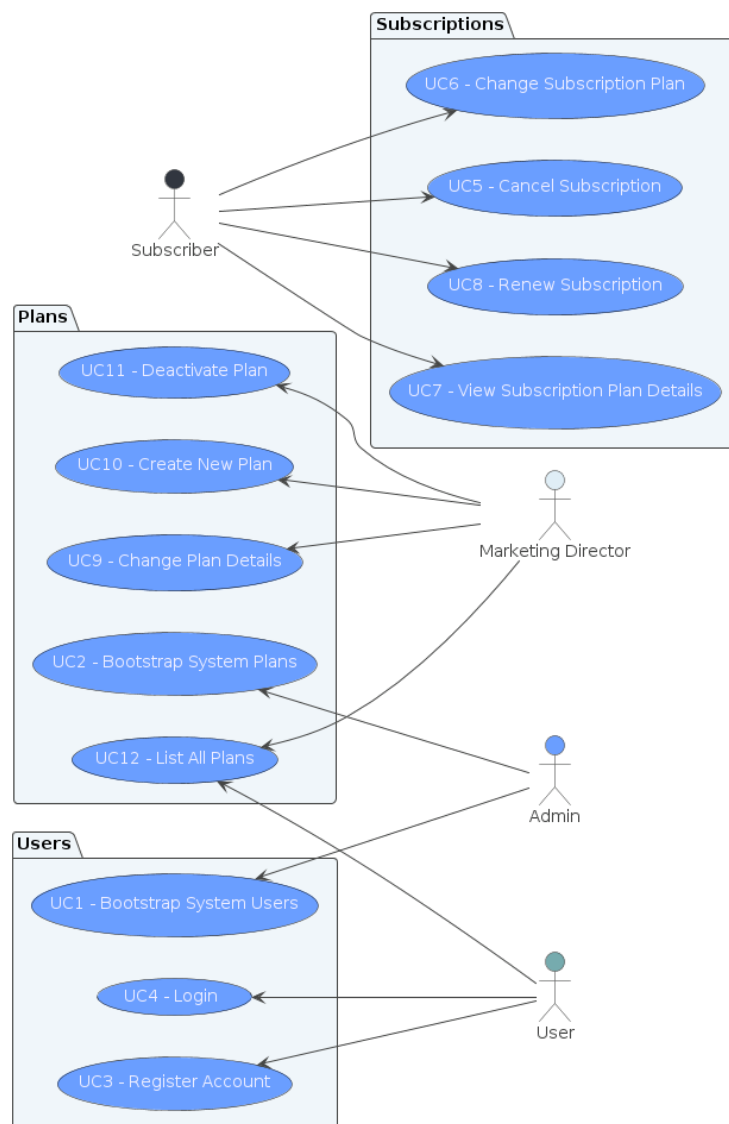 Subscriptions
UC6 - Change Subscription Plan
UC5 - Cancel Subscription
Subscriber
UC8 - Renew Subscription
Plans
UC11 - Deactivate Plan
UC7 - View Subscription Plan Details
UC10 - Create New Plan
Marketing Director
UC9 - Change Plan Details
UC2 - Bootstrap System Plans
UC12 - List All Plans
Admin
Users
UC1 - Bootstrap System Users
UC4 - Login
User
UC3 - Register Account